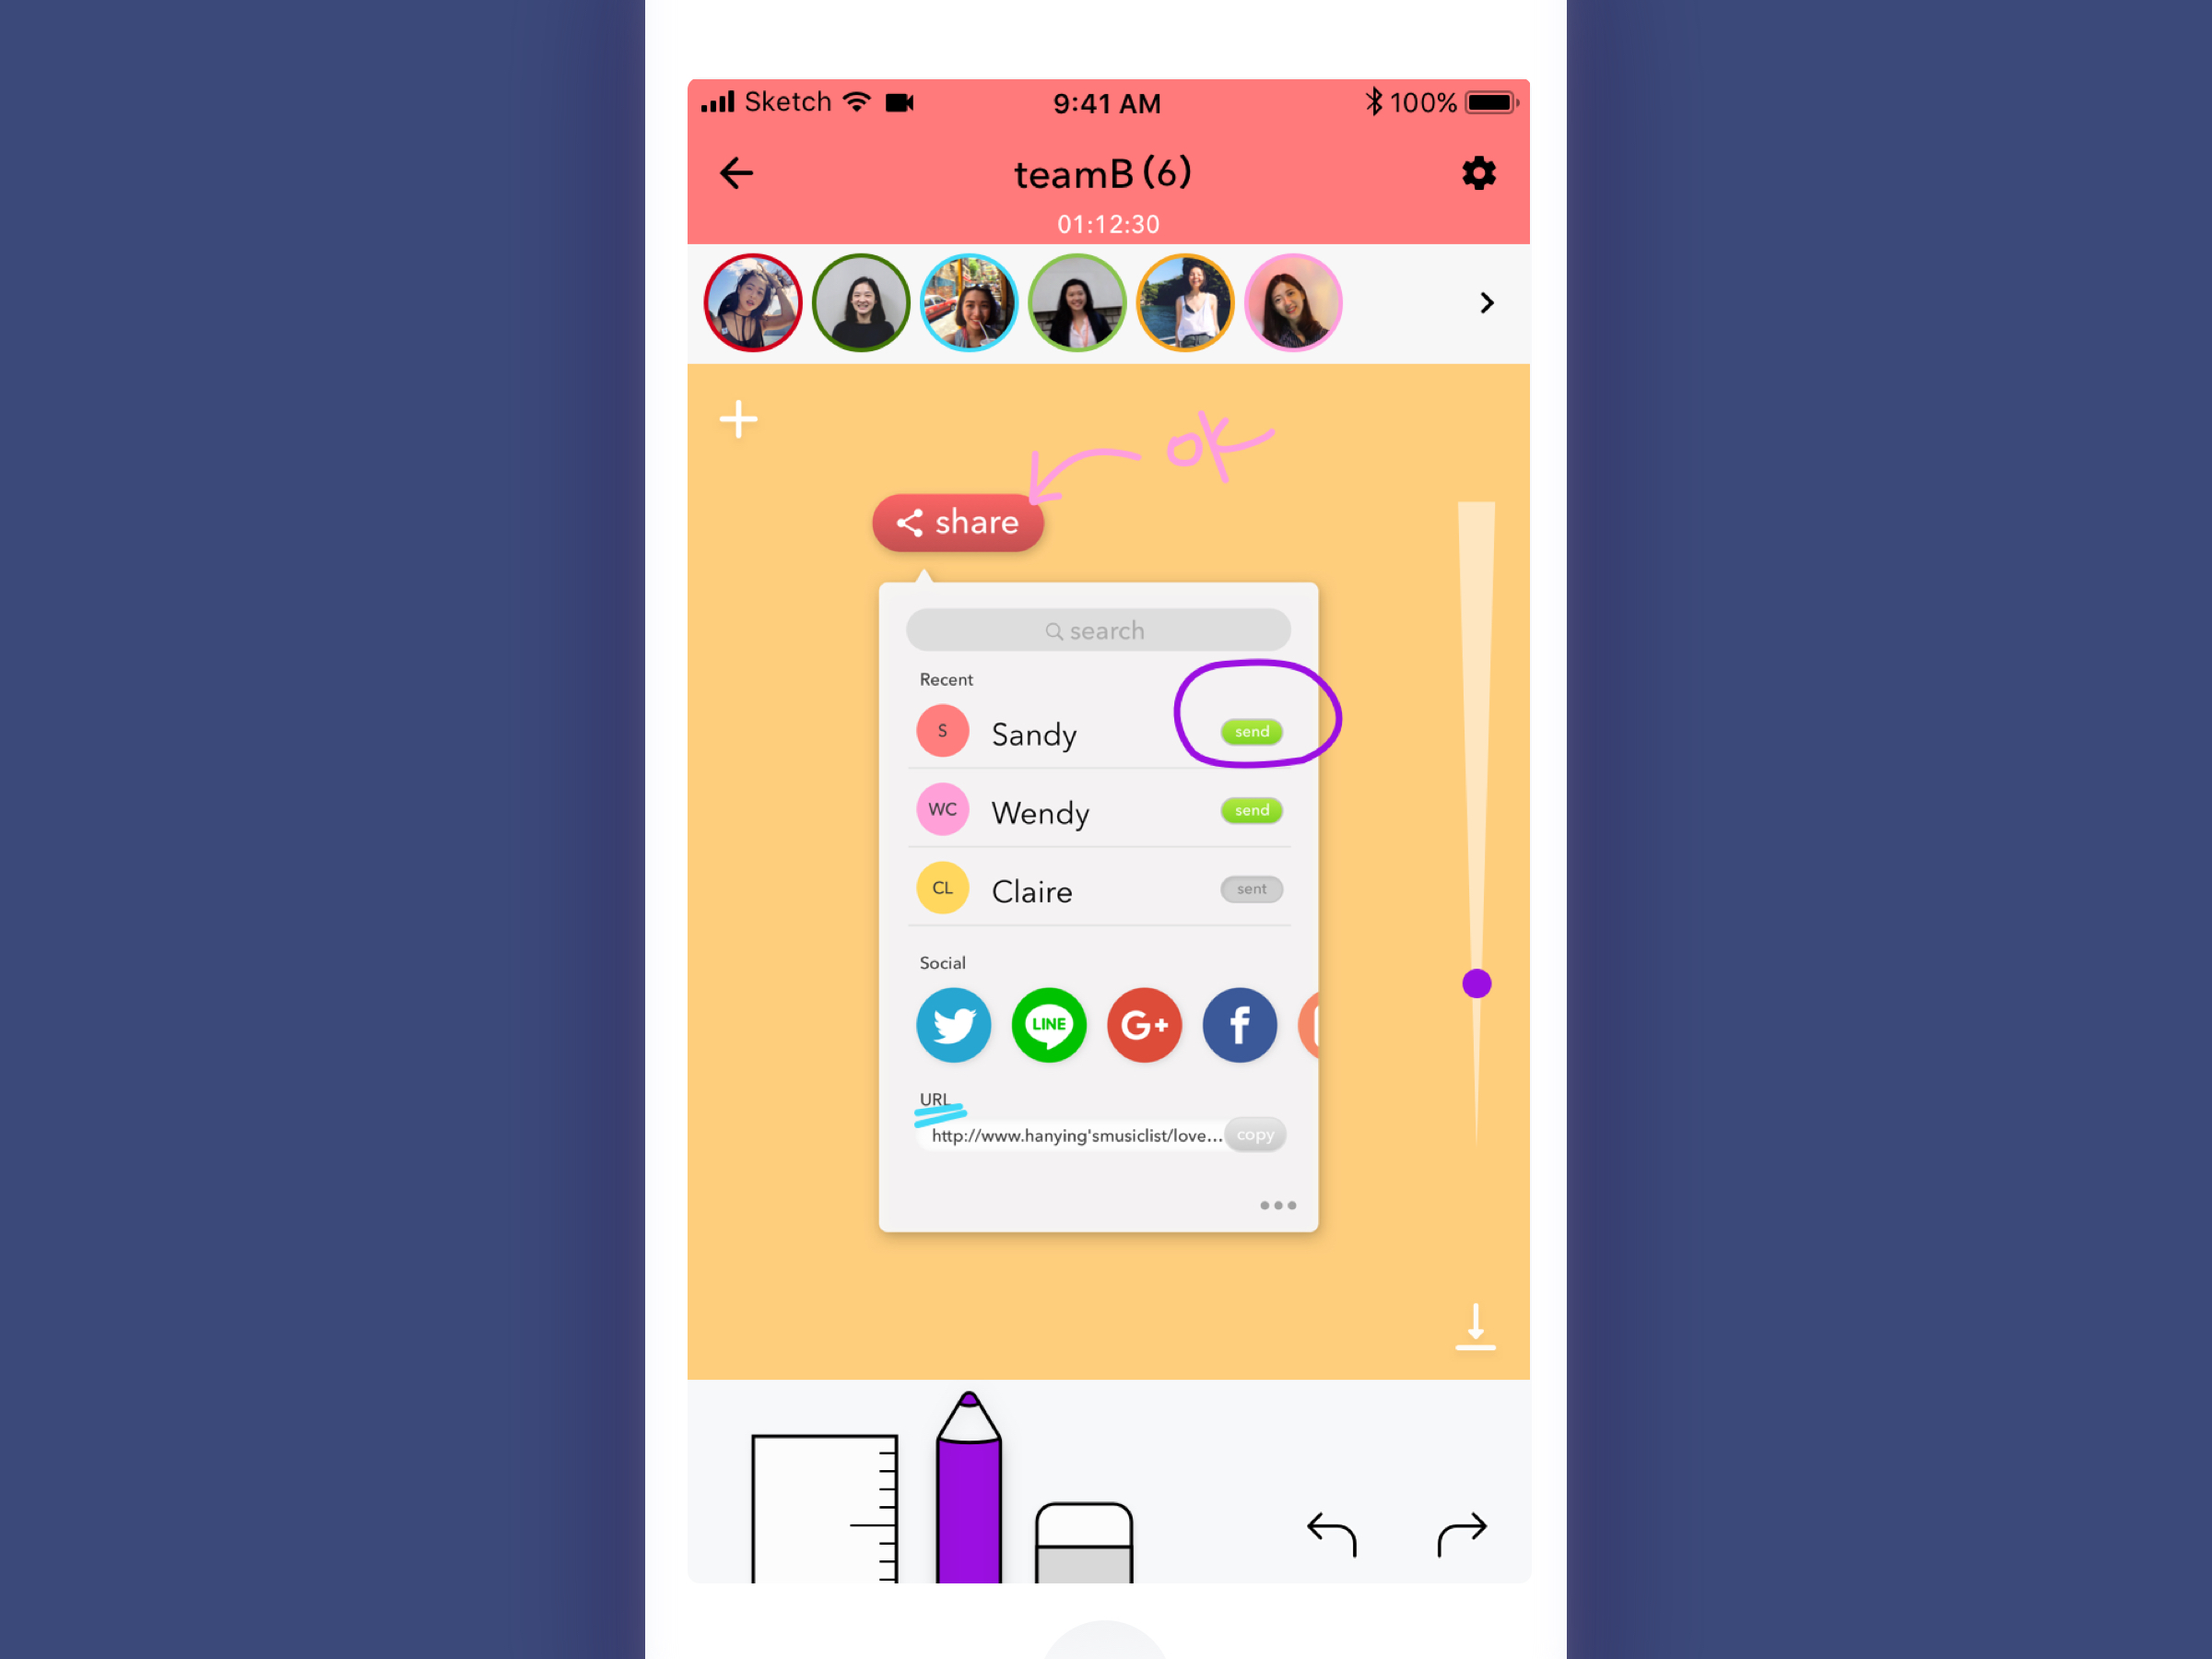 Sketch 9:41 AM 100%
teamB (6)
01:12:30
ok
share
search
Recent
S Sandy send
WC Wendy send
CL Claire sent
Social
LINE G+ f
URL
http://www.hanying'smusiclist/love... copy